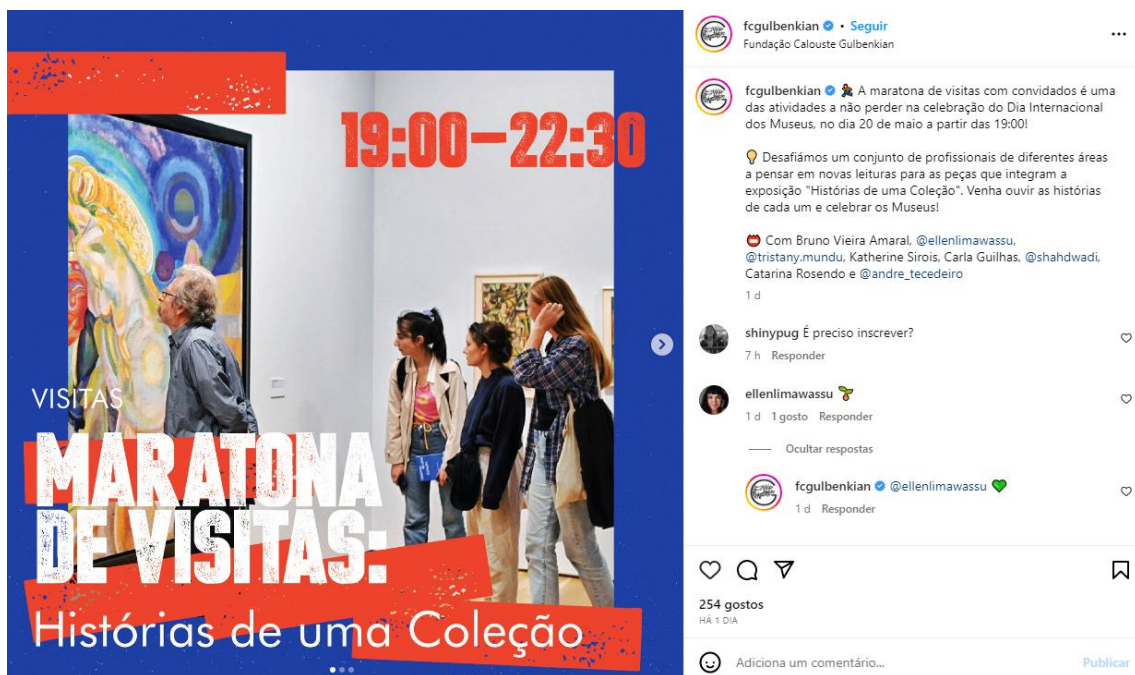 19:00—22:30
VISITAS
MARATONA
DE VISITAS:
Histórias de uma Coleção
fcgulbenkian • Seguir
Fundação Calouste Gulbenkian
fcgulbenkian 🏃 A maratona de visitas com convidados é uma
das atividades a não perder na celebração do Dia Internacional
dos Museus, no dia 20 de maio a partir das 19:00!
💡 Desafiámos um conjunto de profissionais de diferentes áreas
a pensar em novas leituras para as peças que integram a
exposição "Histórias de uma Coleção". Venha ouvir as histórias
de cada um e celebrar os Museus!
📛 Com Bruno Vieira Amaral, @ellenlimawassu,
@tristany.mundu, Katherine Sirois, Carla Guilhas, @shahdwadi,
Catarina Rosendo e @andre_tecedeiro
1 d
shinypug É preciso inscrever?
7 h Responder
ellenlimawassu 🌱
1 d 1 gosto Responder
Ocultar respostas
fcgulbenkian @ellenlimawassu 💚
1 d Responder
254 gostos
HÁ 1 DIA
Adiciona um comentário...
Publicar